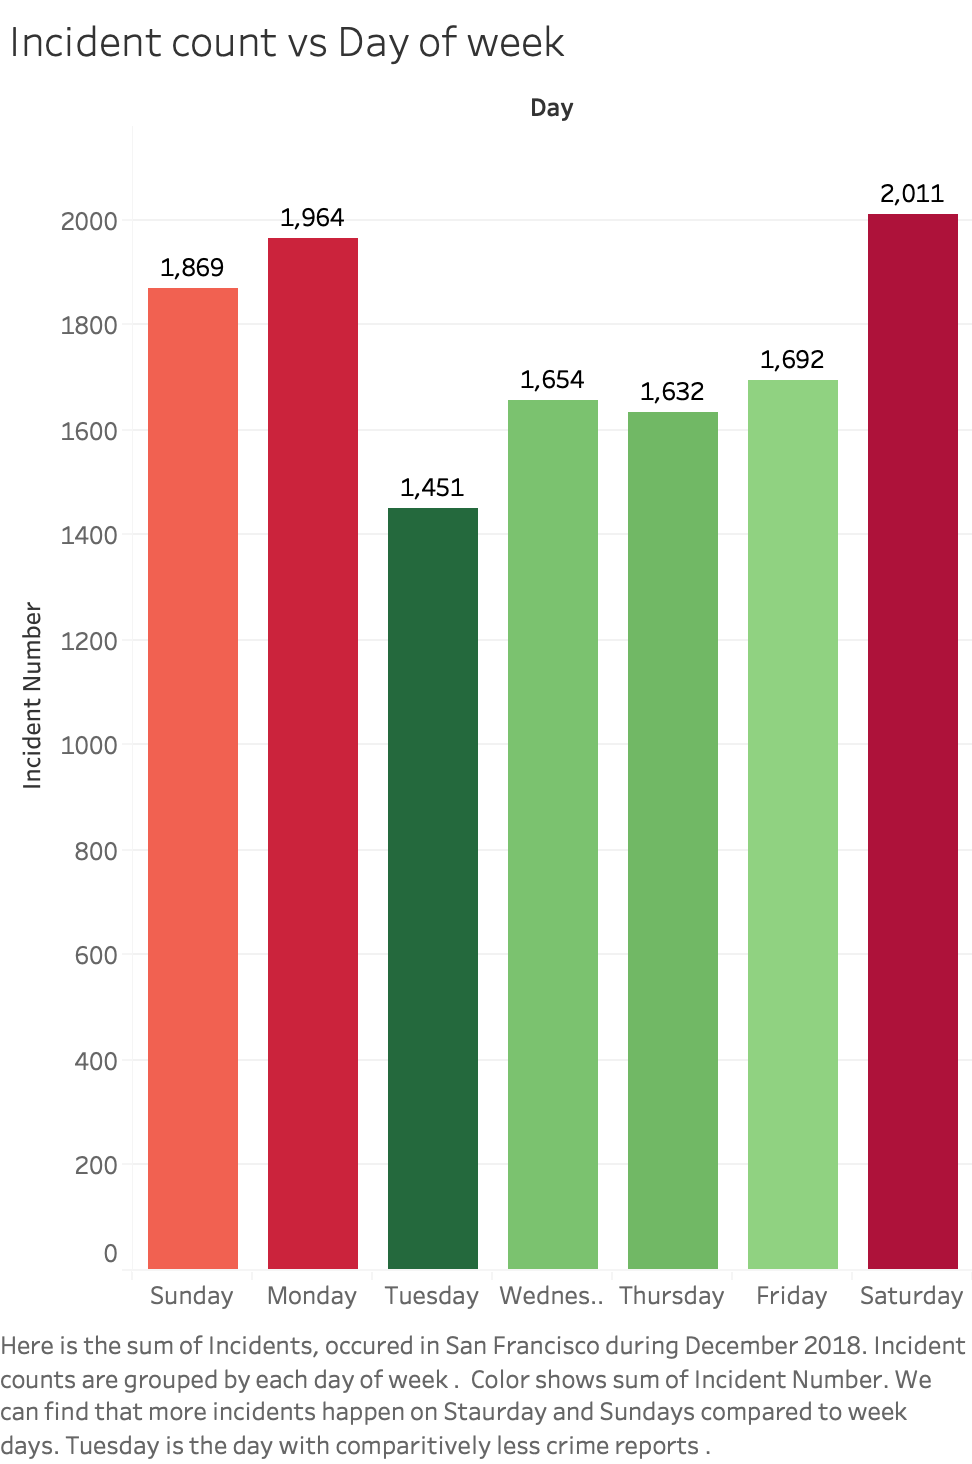 Incident count vs Day of week
Day
2000
1800
1600
1400
1200
1000
800
600
400
200
0
Incident Number
1,869
1,964
1,451
1,654
1,632
1,692
2,011
Sunday Monday Tuesday Wednes.. Thursday Friday Saturday
Here is the sum of Incidents, occured in San Francisco during December 2018. Incident
counts are grouped by each day of week .  Color shows sum of Incident Number. We
can find that more incidents happen on Staurday and Sundays compared to week
days. Tuesday is the day with comparitively less crime reports .